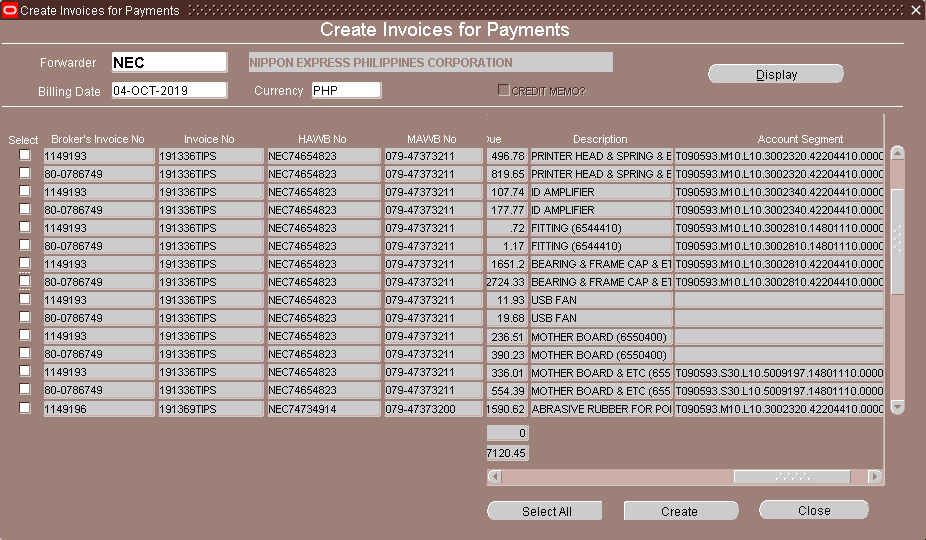 Create Invoices for Payments
Create Invoices for Payments
Forwarder NEC NIPPON EXPRESS PHILIPPINES CORPORATION Display
Billing Date 04-OCT-2019 Currency PHP CREDIT MEMO?
Select Broker's Invoice No Invoice No HAWB No MAWB No Due Description Account Segment
1149193 191336TIPS NEC74654823 079-47373211 496.78 PRINTER HEAD & SPRING & E T090593.M10.L10.3002320.42204410.0000
80-0786749 191336TIPS NEC74654823 079-47373211 819.65 PRINTER HEAD & SPRING & E T090593.M10.L10.3002320.42204410.0000
1149193 191336TIPS NEC74654823 079-47373211 107.74 ID AMPLIFIER T090593.M10.L10.3002340.42204410.0000
80-0786749 191336TIPS NEC74654823 079-47373211 177.77 ID AMPLIFIER T090593.M10.L10.3002340.42204410.0000
1149193 191336TIPS NEC74654823 079-47373211 .72 FITTING (6544410) T090593.M10.L10.3002810.14801110.0000
80-0786749 191336TIPS NEC74654823 079-47373211 1.17 FITTING (6544410) T090593.M10.L10.3002810.14801110.0000
1149193 191336TIPS NEC74654823 079-47373211 1651.2 BEARING & FRAME CAP & ET T090593.M10.L10.3002810.42204410.0000
80-0786749 191336TIPS NEC74654823 079-47373211 2724.33 BEARING & FRAME CAP & ET T090593.M10.L10.3002810.42204410.0000
1149193 191336TIPS NEC74654823 079-47373211 11.93 USB FAN
80-0786749 191336TIPS NEC74654823 079-47373211 19.68 USB FAN
1149193 191336TIPS NEC74654823 079-47373211 236.51 MOTHER BOARD (6550400)
80-0786749 191336TIPS NEC74654823 079-47373211 390.23 MOTHER BOARD (6550400)
1149193 191336TIPS NEC74654823 079-47373211 336.01 MOTHER BOARD & ETC (655 T090593.S30.L10.5009197.14801110.0000
80-0786749 191336TIPS NEC74654823 079-47373211 554.39 MOTHER BOARD & ETC (655 T090593.S30.L10.5009197.14801110.0000
1149196 191369TIPS NEC74734914 079-47373200 1590.62 ABRASIVE RUBBER FOR POI T090593.M10.L10.3002320.42204410.0000
0
7120.45
Select All Create Close